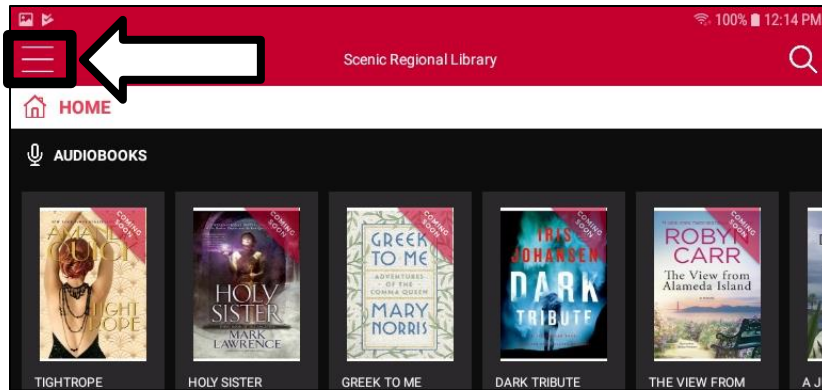 100% 12:14 PM
Scenic Regional Library
HOME
AUDIOBOOKS
AMANDA
QUICK
TIGHT
ROPE
COMING
SOON
HOLY
SISTER
MARK
LAWRENCE
COMING
SOON
GREEK
TO ME
ADVENTURES
OF THE
COMMA QUEEN
MARY
NORRIS
COMING
SOON
IRIS
JOHANSEN
DARK
TRIBUTE
COMING
SOON
ROBYN
CARR
The View from
Alameda Island
COMING
SOON
TIGHTROPE
HOLY SISTER
GREEK TO ME
DARK TRIBUTE
THE VIEW FROM
A J